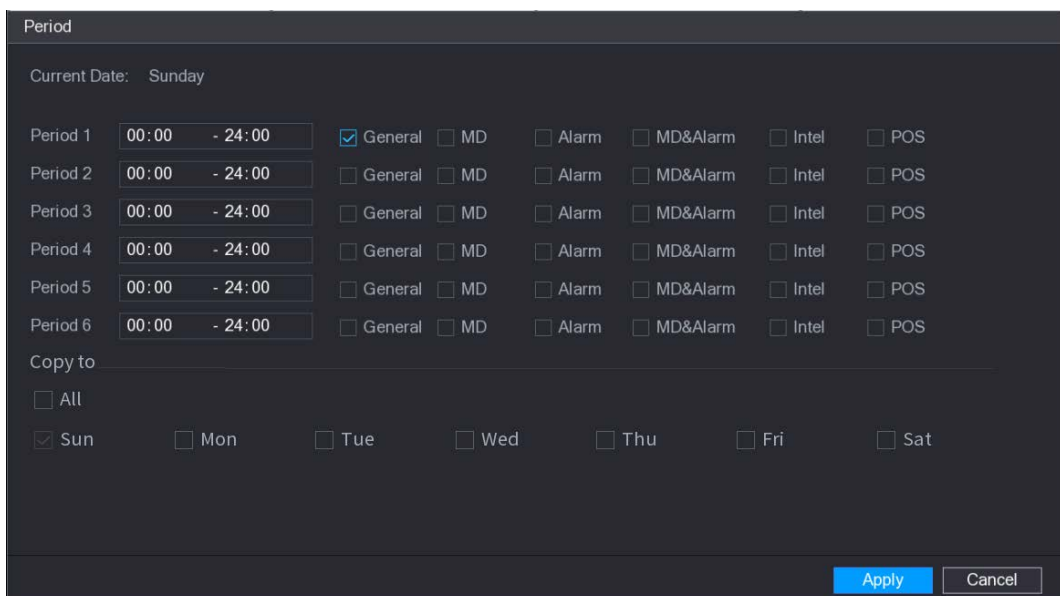 Period
Current Date: Sunday
Period 1 00:00 - 24:00 General MD Alarm MD&Alarm Intel POS
Period 2 00:00 - 24:00 General MD Alarm MD&Alarm Intel POS
Period 3 00:00 - 24:00 General MD Alarm MD&Alarm Intel POS
Period 4 00:00 - 24:00 General MD Alarm MD&Alarm Intel POS
Period 5 00:00 - 24:00 General MD Alarm MD&Alarm Intel POS
Period 6 00:00 - 24:00 General MD Alarm MD&Alarm Intel POS
Copy to
All
Sun Mon Tue Wed Thu Fri Sat
Apply Cancel